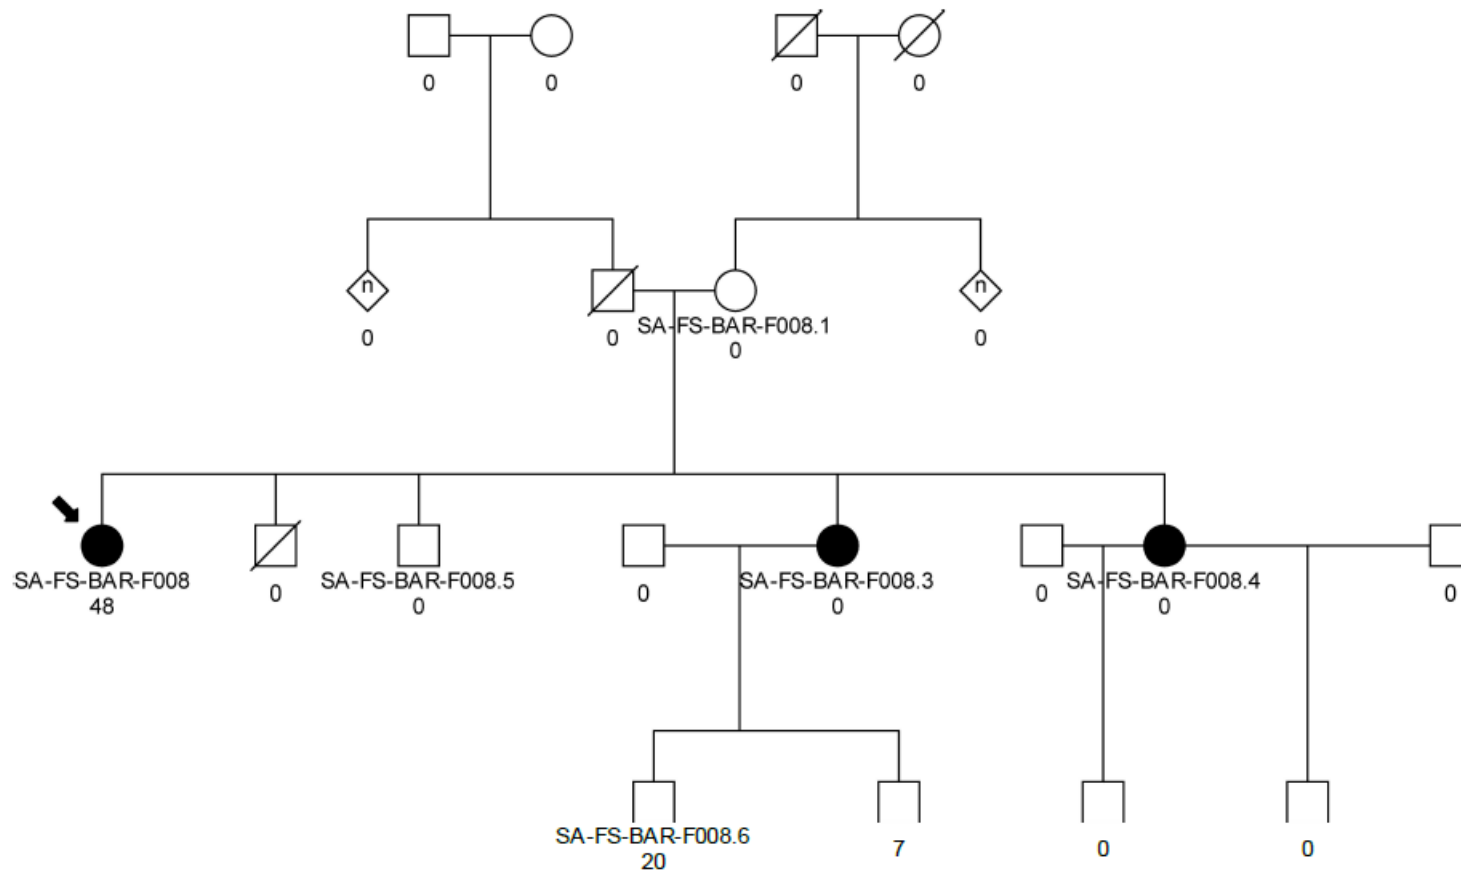 0 0 0 0
n n
0 0 SA-FS-BAR-F008.1 0
0
SA-FS-BAR-F008 SA-FS-BAR-F008.5 SA-FS-BAR-F008.3 SA-FS-BAR-F008.4
48 0 0 0 0 0 0 0
SA-FS-BAR-F008.6
20 7 0 0